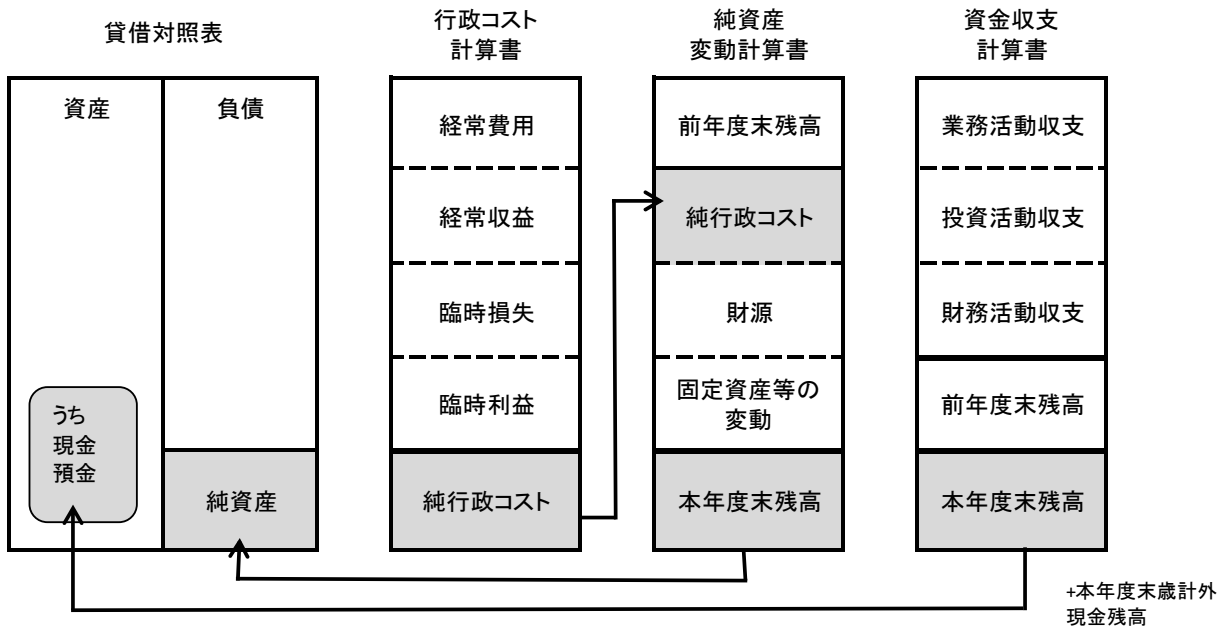 貸借対照表
資産
負債
うち
現金
預金
純資産
行政コスト
計算書
経常費用
経常収益
臨時損失
臨時利益
純行政コスト
純資産
変動計算書
前年度末残高
純行政コスト
財源
固定資産等の
変動
本年度末残高
資金収支
計算書
業務活動収支
投資活動収支
財務活動収支
前年度末残高
本年度末残高
+本年度末歳計外
現金残高